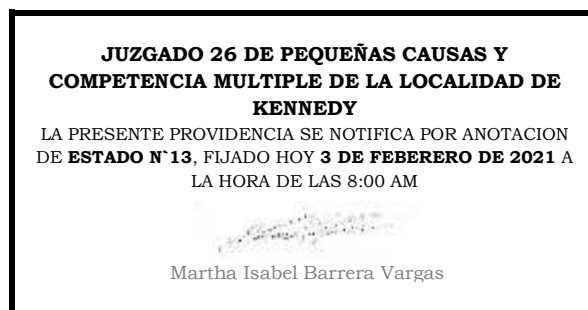 JUZGADO 26 DE PEQUEÑAS CAUSAS Y
COMPETENCIA MULTIPLE DE LA LOCALIDAD DE
KENNEDY
LA PRESENTE PROVIDENCIA SE NOTIFICA POR ANOTACION
DE ESTADO N`13, FIJADO HOY 3 DE FEBERERO DE 2021 A
LA HORA DE LAS 8:00 AM
Martha Isabel Barrera Vargas